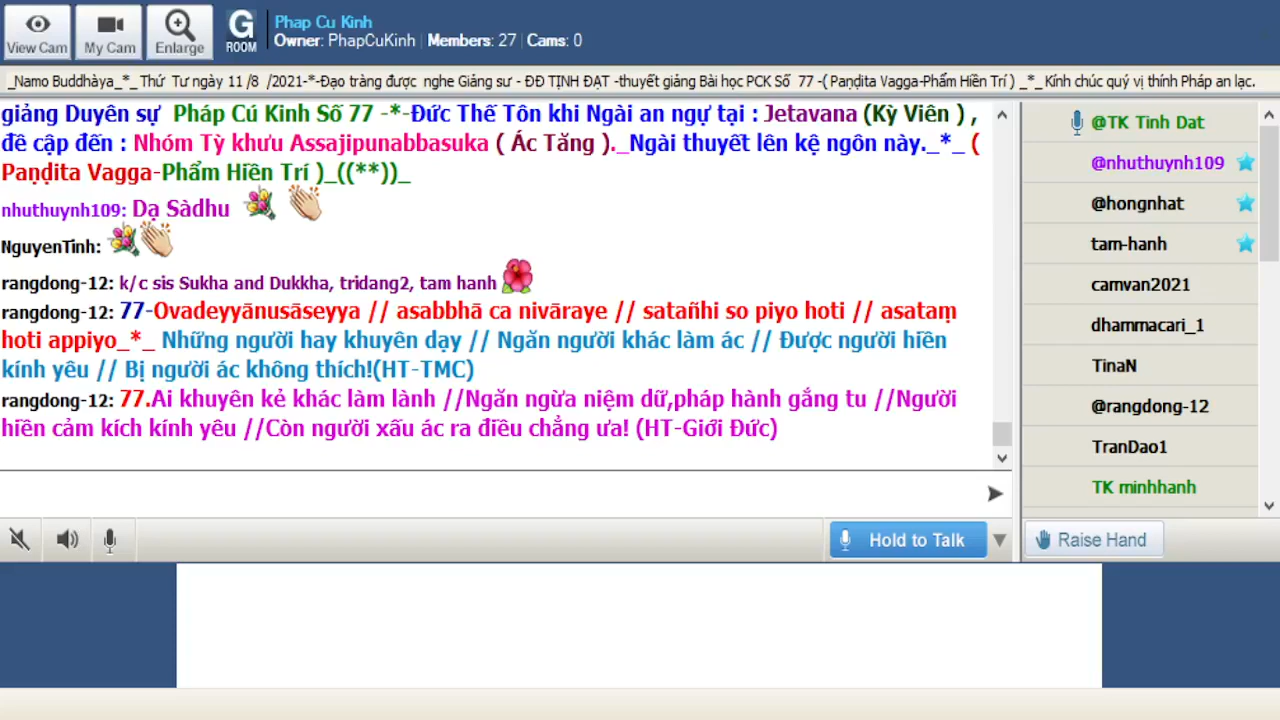 View Cam
My Cam
Enlarge
G
ROOM
Phap Cu Kinh
Owner: PhapCuKinh | Members: 27 | Cams: 0
_Namo Buddhàya_*_Thứ Tư ngày 11 /8 /2021-*-Đạo tràng được nghe Giảng sư - ĐĐ TỊNH ĐẠT -thuyết giảng Bài học PCK Số 77 -( Paṇḍita Vagga-Phẩm Hiền Trí ) _*_ Kính chúc quý vị thính Pháp an lạc.
giảng Duyên sự Pháp Cú Kinh Số 77 -*-Đức Thế Tôn khi Ngài an ngự tại : Jetavana (Kỳ Viên ) ,
đề cập đến : Nhóm Tỳ khưu Assajipunabbasuka ( Ác Tăng )._Ngài thuyết lên kệ ngôn này._*_ (
Paṇḍita Vagga-Phẩm Hiền Trí )_((**))_
nhuthuynh109: Dạ Sàdhu
NguyenTinh:
rangdong-12: k/c sis Sukha and Dukkha, tridang2, tam hanh
rangdong-12: 77-Ovadeyyānusāseyya // asabbhā ca nivāraye // satañhi so piyo hoti // asataṃ
hoti appiyo_*_ Những người hay khuyên dạy // Ngăn người khác làm ác // Được người hiền
kính yêu // Bị người ác không thích!(HT-TMC)
rangdong-12: 77.Ai khuyên kẻ khác làm lành //Ngăn ngừa niệm dữ,pháp hành gắng tu //Người
hiền cảm kích kính yêu //Còn người xấu ác ra điều chẳng ưa! (HT-Giới Đức)
@TK Tinh Dat
@nhuthuynh109
@hongnhat
tam-hanh
camvan2021
dhammacari_1
TinaN
@rangdong-12
TranDao1
TK minhhanh
Hold to Talk
Raise Hand